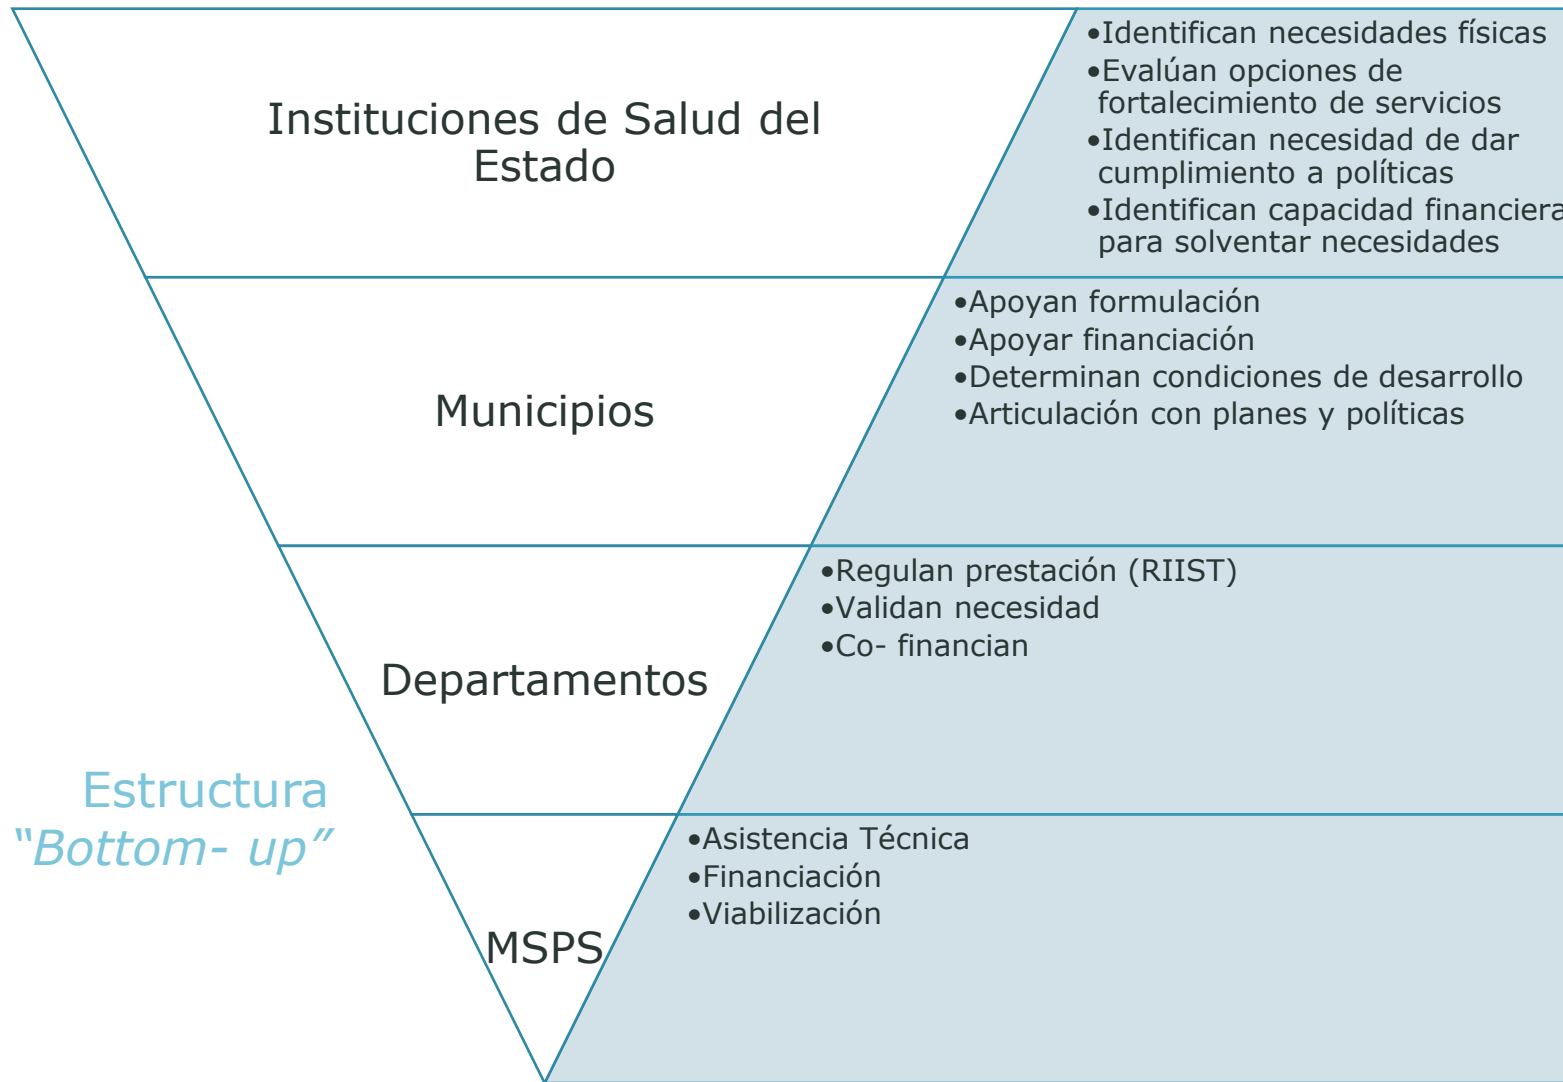 Instituciones de Salud del
Estado
•Identifican necesidades físicas
•Evalúan opciones de
fortalecimiento de servicios
•Identifican necesidad de dar
cumplimiento a políticas
•Identifican capacidad financiera
para solventar necesidades
Municipios
•Apoyan formulación
•Apoyar financiación
•Determinan condiciones de desarrollo
•Articulación con planes y políticas
Departamentos
•Regulan prestación (RIIST)
•Validan necesidad
•Co- financian
MSPS
•Asistencia Técnica
•Financiación
•Viabilización
Estructura
“Bottom- up”